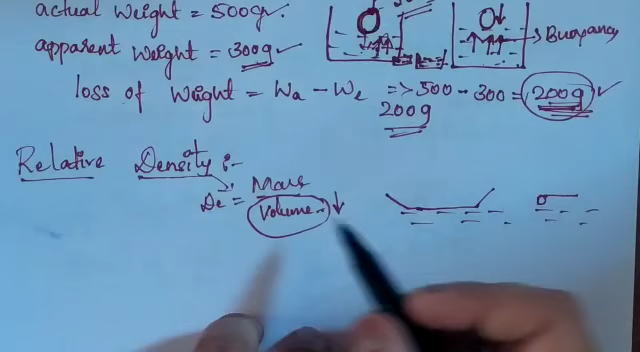 actual weight = 500gr.
apparent weight = 300g ✓
→ Buoyancy
loss of weight = Wa - We => 500 - 300 = 200g ✓
200g
Relative Density :-
De = Mass
Volume ↓